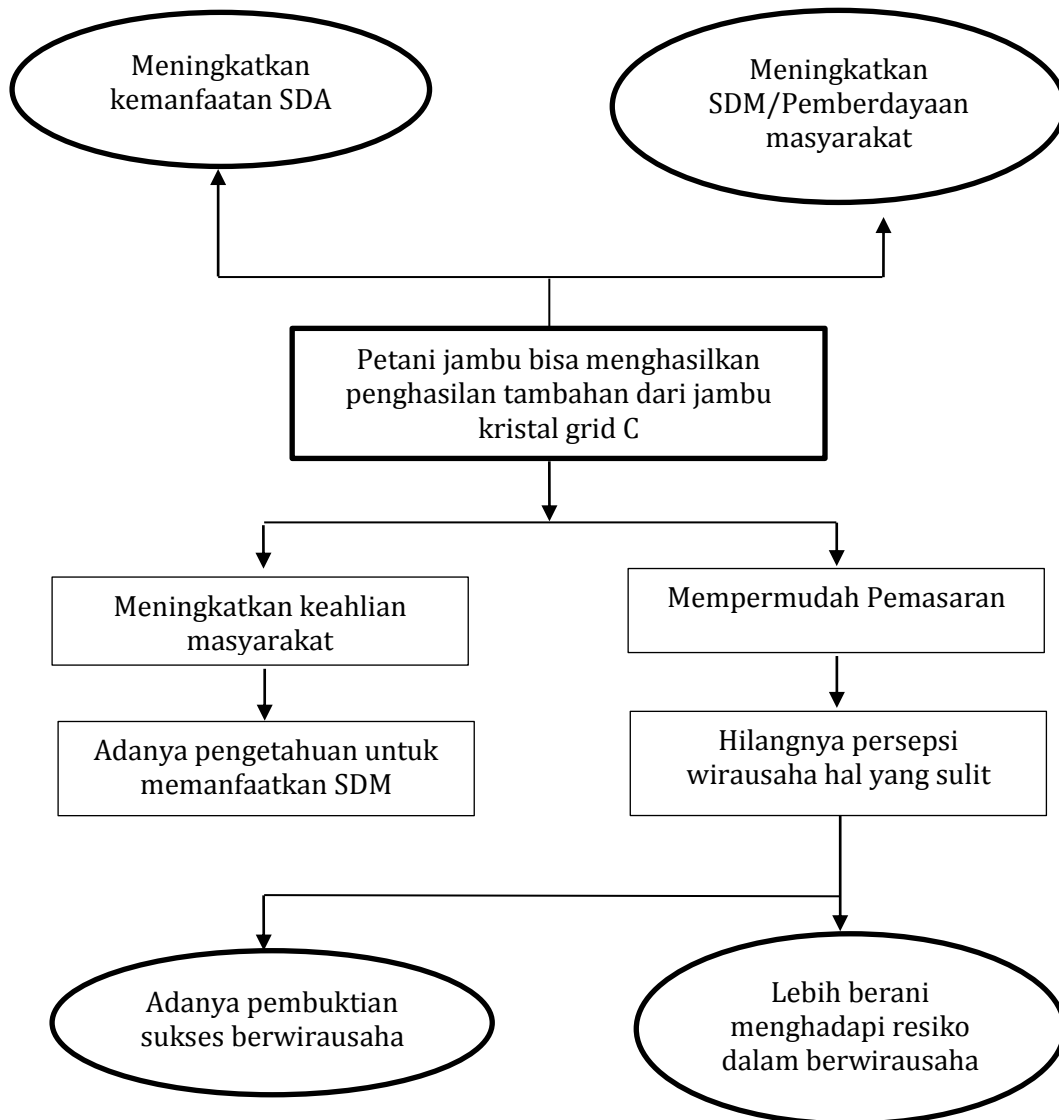 Meningkatkan
kemanfaatan SDA
Meningkatkan
SDM/Pemberdayaan
masyarakat
Petani jambu bisa menghasilkan
penghasilan tambahan dari jambu
kristal grid C
Meningkatkan keahlian
masyarakat
Mempermudah Pemasaran
Adanya pengetahuan untuk
memanfaatkan SDM
Hilangnya persepsi
wirausaha hal yang sulit
Adanya pembuktian
sukses berwirausaha
Lebih berani
menghadapi resiko
dalam berwirausaha